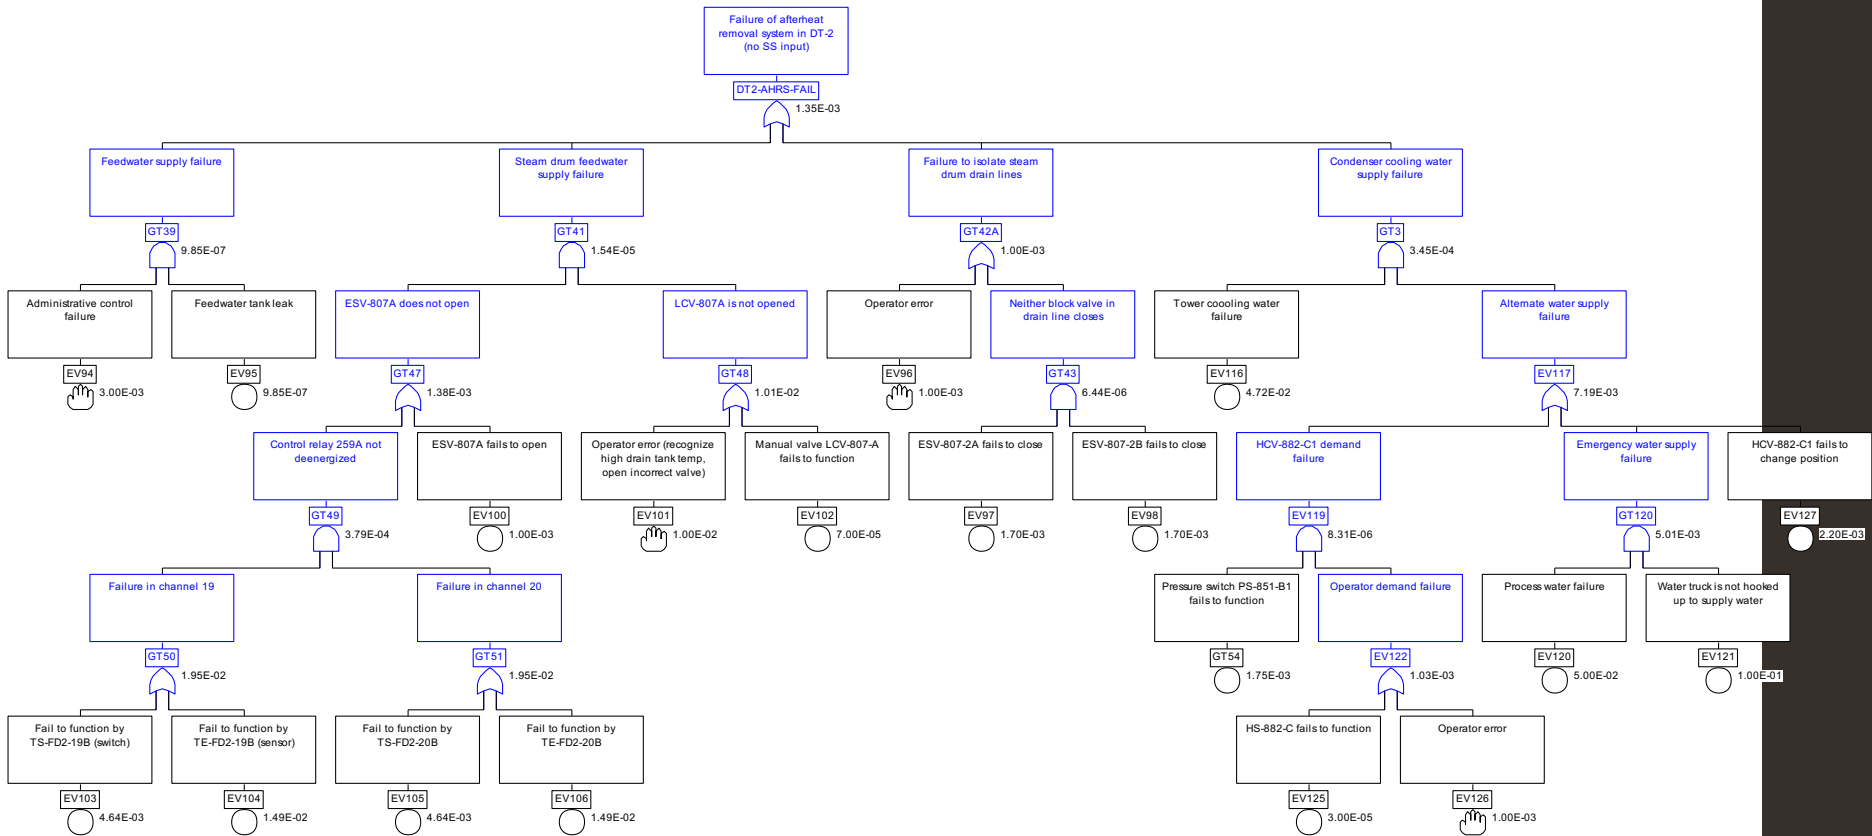 Failure of afterheat
removal system in DT-2
(no SS input)
DT2-AHRS-FAIL
1.35E-03
Feedwater supply failure
GT39
9.85E-07
Steam drum feedwater
supply failure
GT41
1.54E-05
Failure to isolate steam
drum drain lines
GT42A
1.00E-03
Condenser cooling water
supply failure
GT3
3.45E-04
Administrative control
failure
EV94
3.00E-03
Feedwater tank leak
EV95
9.85E-07
ESV-807A does not open
GT47
1.38E-03
LCV-807A is not opened
GT48
1.01E-02
Operator error
EV96
1.00E-03
Neither block valve in
drain line closes
GT43
6.44E-06
Tower coooling water
failure
EV116
4.72E-02
Alternate water supply
failure
EV117
7.19E-03
Control relay 259A not
deenergized
GT49
3.79E-04
ESV-807A fails to open
EV100
1.00E-03
Operator error (recognize
high drain tank temp,
open incorrect valve)
EV101
1.00E-02
Manual valve LCV-807-A
fails to function
EV102
7.00E-05
ESV-807-2A fails to close
EV97
1.70E-03
ESV-807-2B fails to close
EV98
1.70E-03
HCV-882-C1 demand
failure
EV119
8.31E-06
Emergency water supply
failure
GT120
5.01E-03
HCV-882-C1 fails to
change position
EV127
2.20E-03
Failure in channel 19
GT50
1.95E-02
Failure in channel 20
GT51
1.95E-02
Pressure switch PS-851-B1
fails to function
GT54
1.75E-03
Operator demand failure
EV122
1.03E-03
Process water failure
EV120
5.00E-02
Water truck is not hooked
up to supply water
EV121
1.00E-01
Fail to function by
TS-FD2-19B (switch)
EV103
4.64E-03
Fail to function by
TE-FD2-19B (sensor)
EV104
1.49E-02
Fail to function by
TS-FD2-20B
EV105
4.64E-03
Fail to function by
TE-FD2-20B
EV106
1.49E-02
HS-882-C fails to function
EV125
3.00E-05
Operator error
EV126
1.00E-03